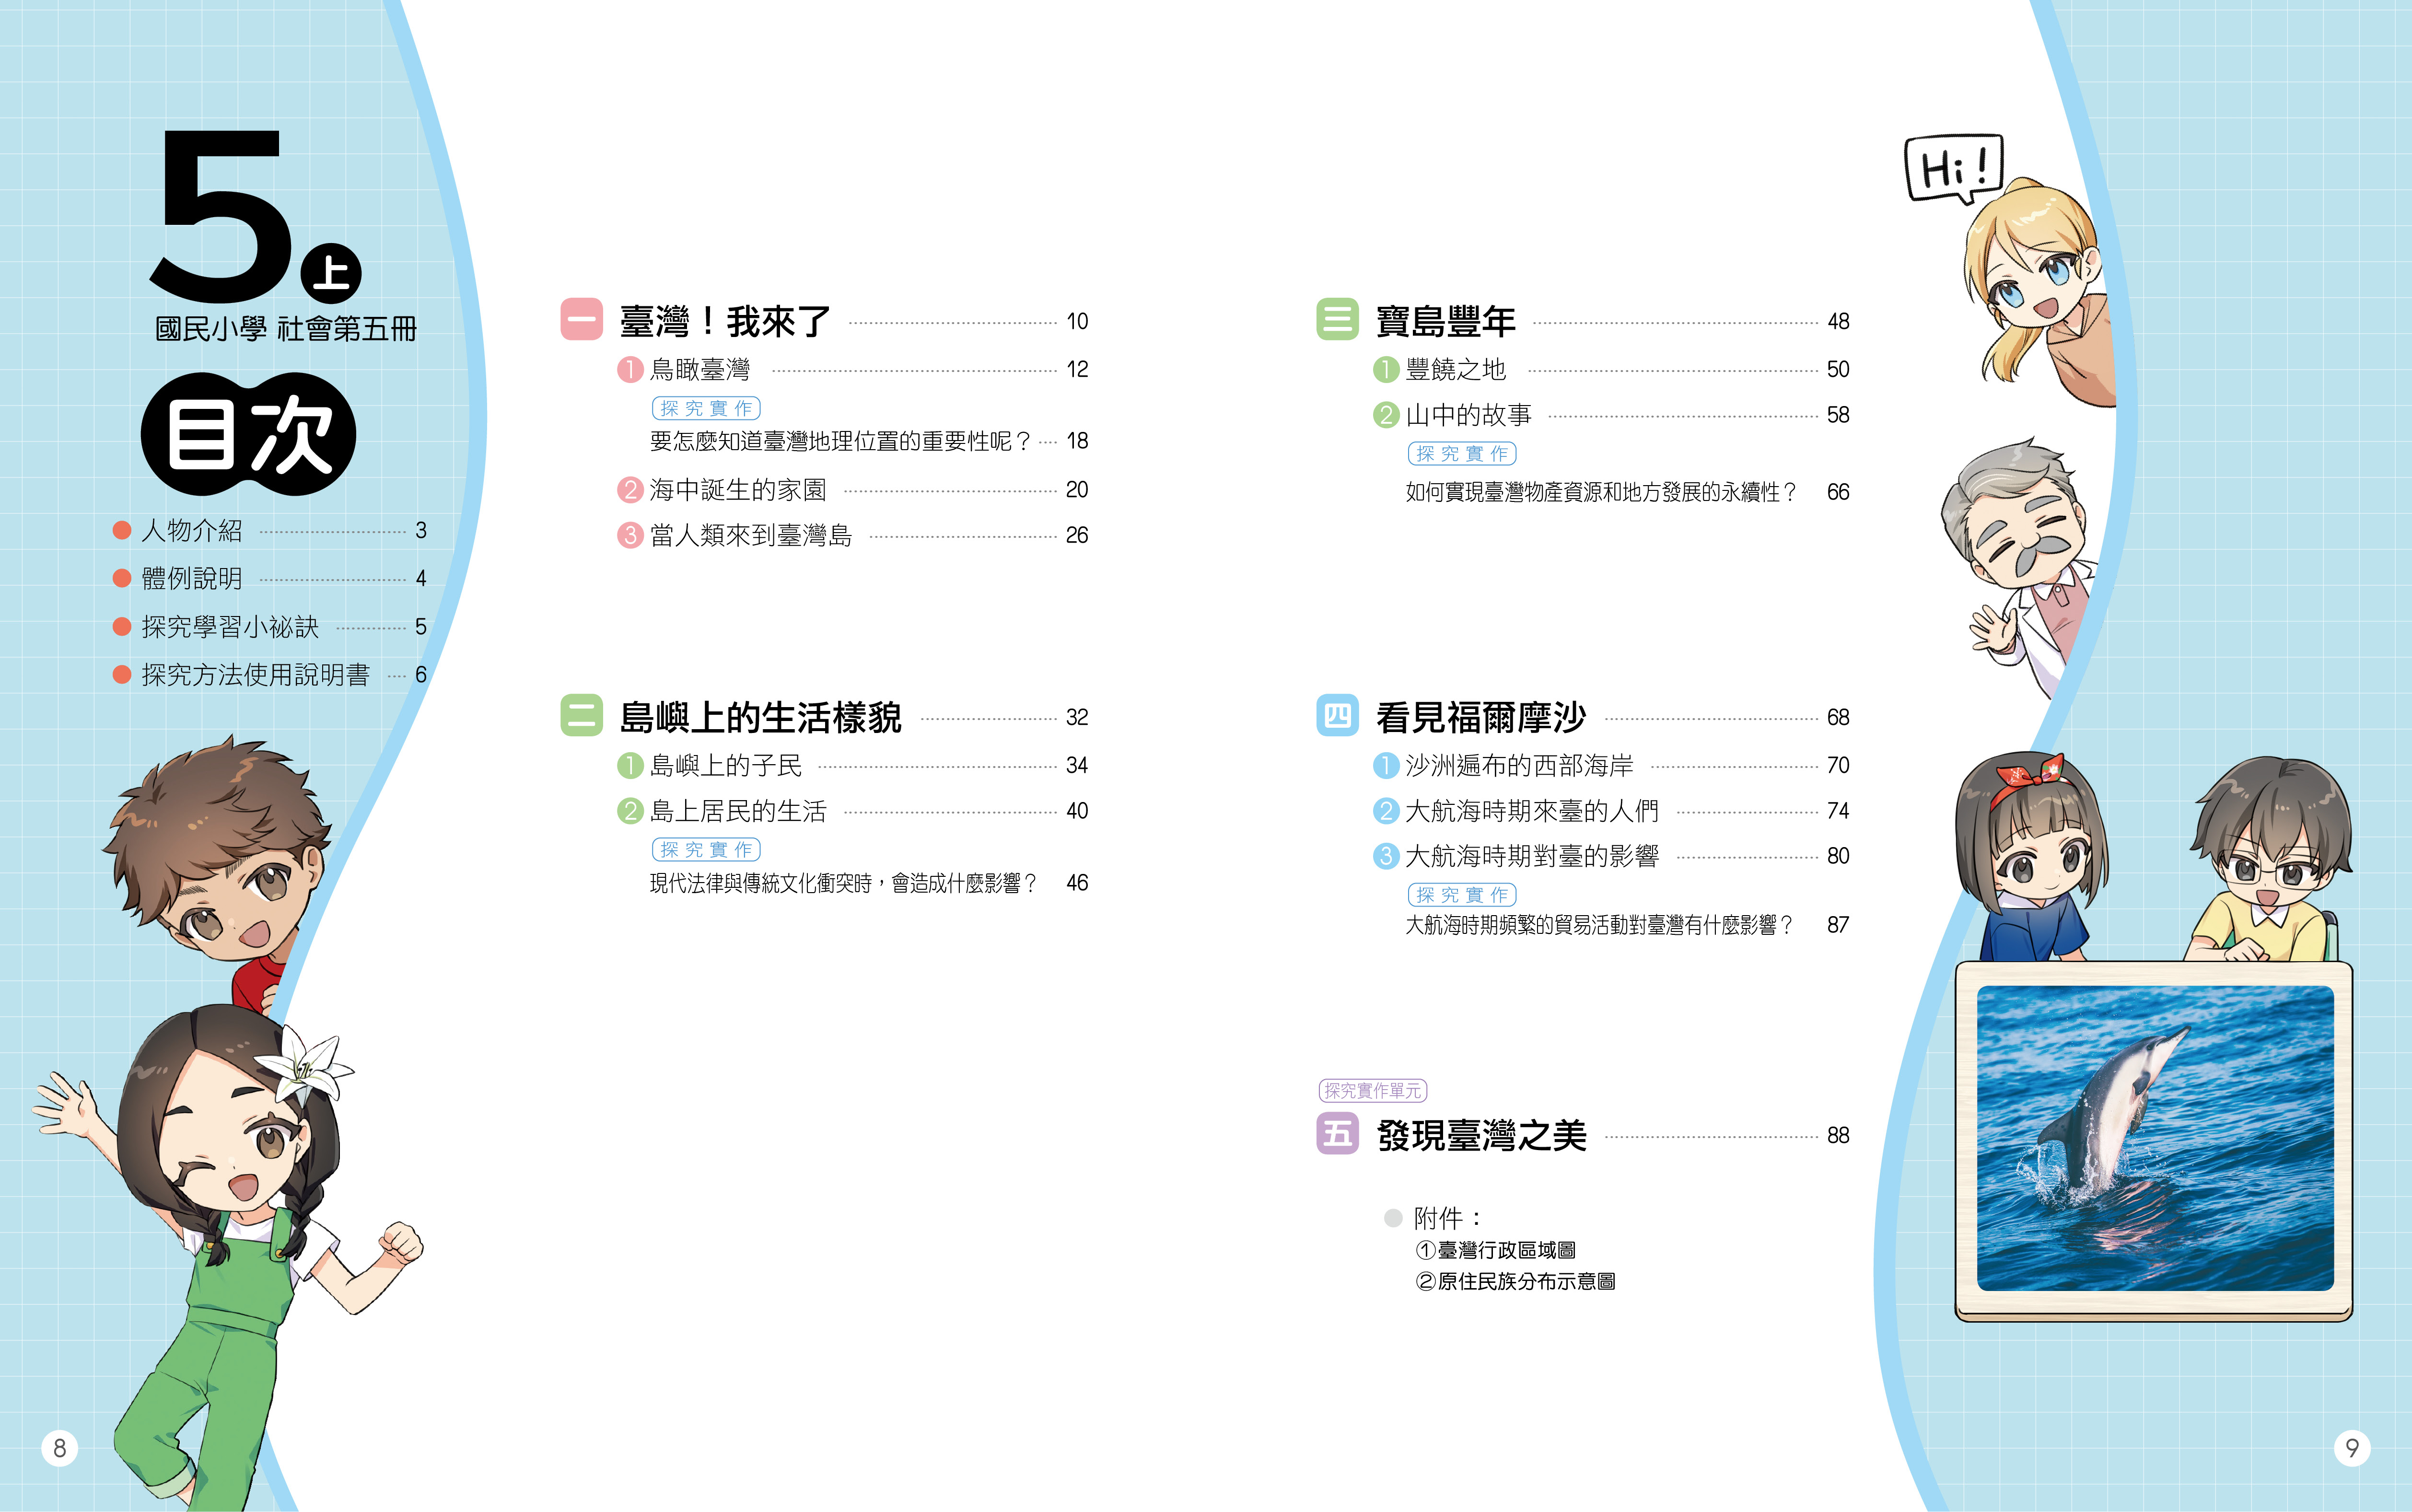 5上
國民小學 社會第五冊
目次
人物介紹 3
體例說明 4
探究學習小祕訣 5
探究方法使用說明書 6
一 臺灣！我來了 10
1 鳥瞰臺灣 12
探究實作
要怎麼知道臺灣地理位置的重要性呢？ 18
2 海中誕生的家園 20
3 當人類來到臺灣島 26
二 島嶼上的生活樣貌 32
1 島嶼上的子民 34
2 島上居民的生活 40
探究實作
現代法律與傳統文化衝突時，會造成什麼影響？ 46
8
三 寶島豐年 48
1 豐饒之地 50
2 山中的故事 58
探究實作
如何實現臺灣物產資源和地方發展的永續性？ 66
四 看見福爾摩沙 68
1 沙洲遍布的西部海岸 70
2 大航海時期來臺的人們 74
3 大航海時期對臺的影響 80
探究實作
大航海時期頻繁的貿易活動對臺灣有什麼影響？ 87
探究實作單元
五 發現臺灣之美 88
附件：
①臺灣行政區域圖
②原住民族分布示意圖
Hi!
9